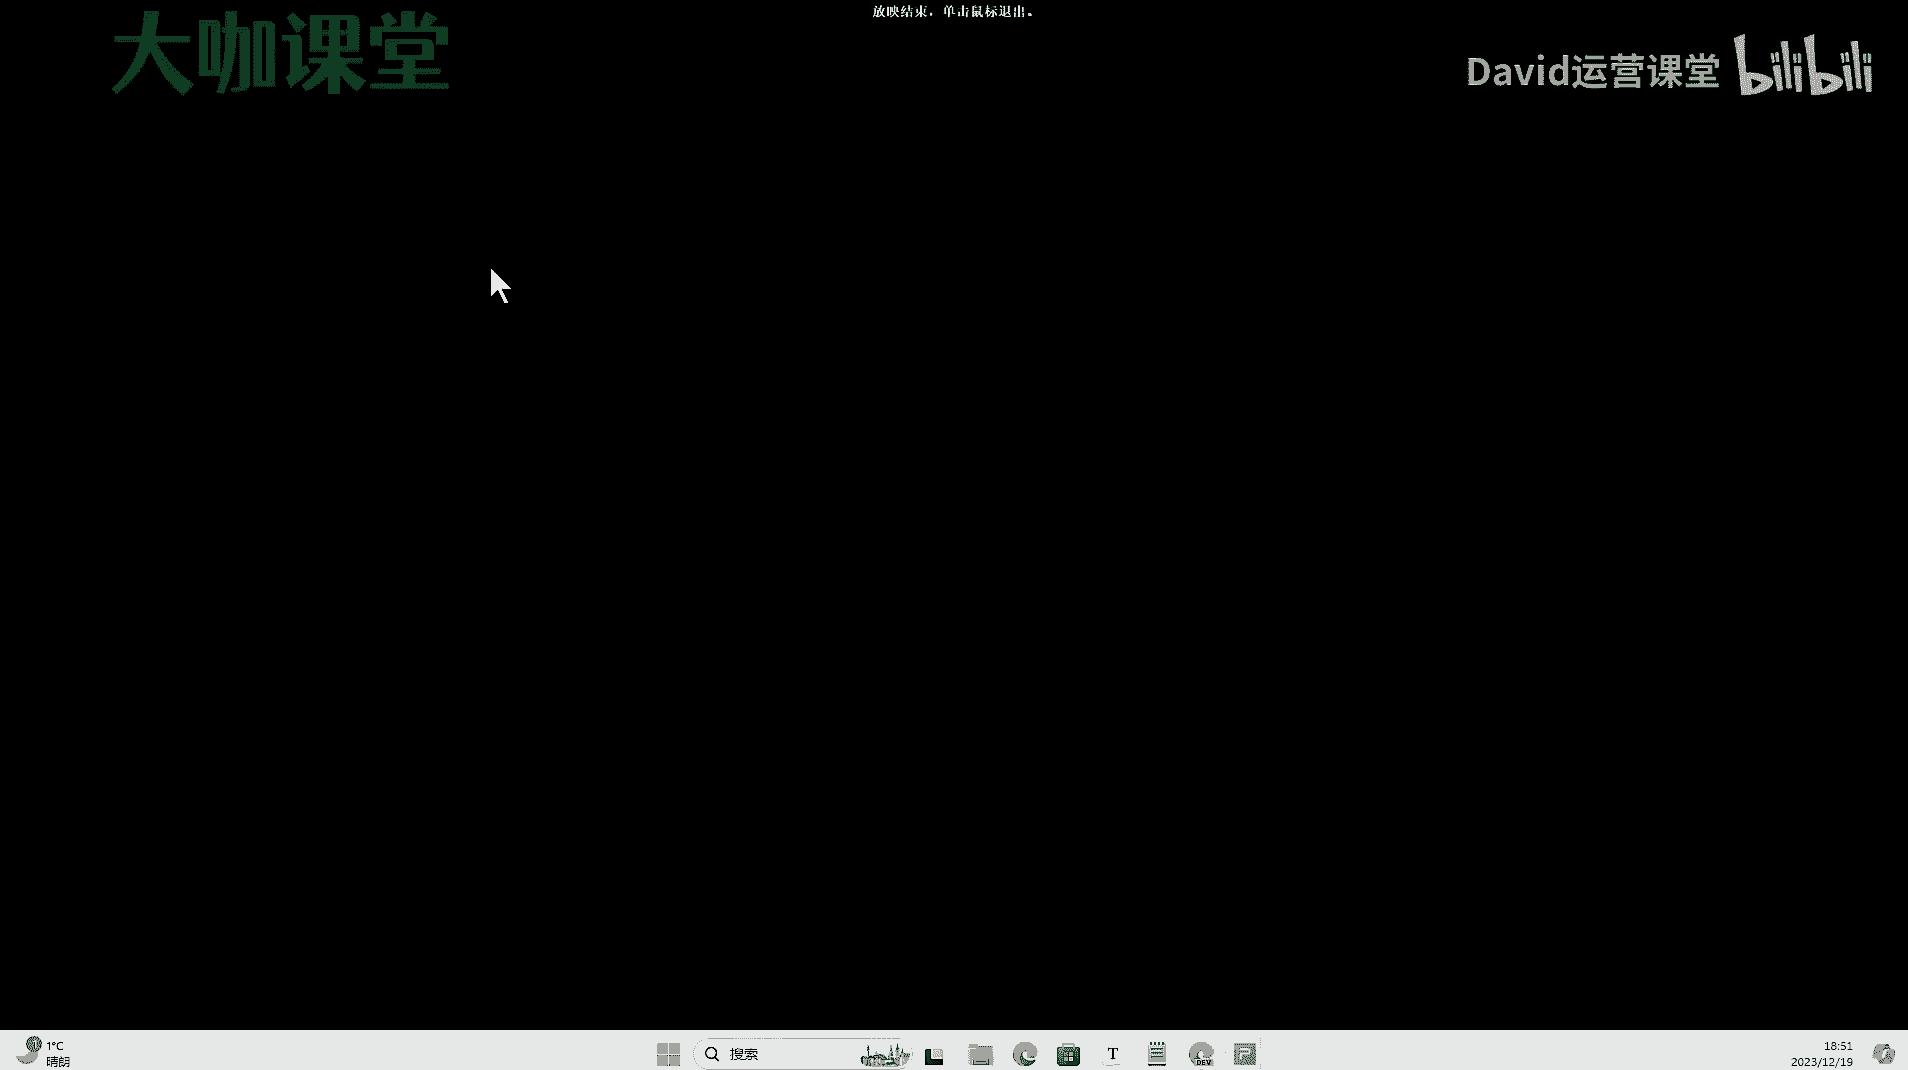 放映结束，单击鼠标退出。
大咖课堂
David运营课堂 bilibili
1°C
晴朗
搜索
T
DEV
P
18:51
2023/12/19